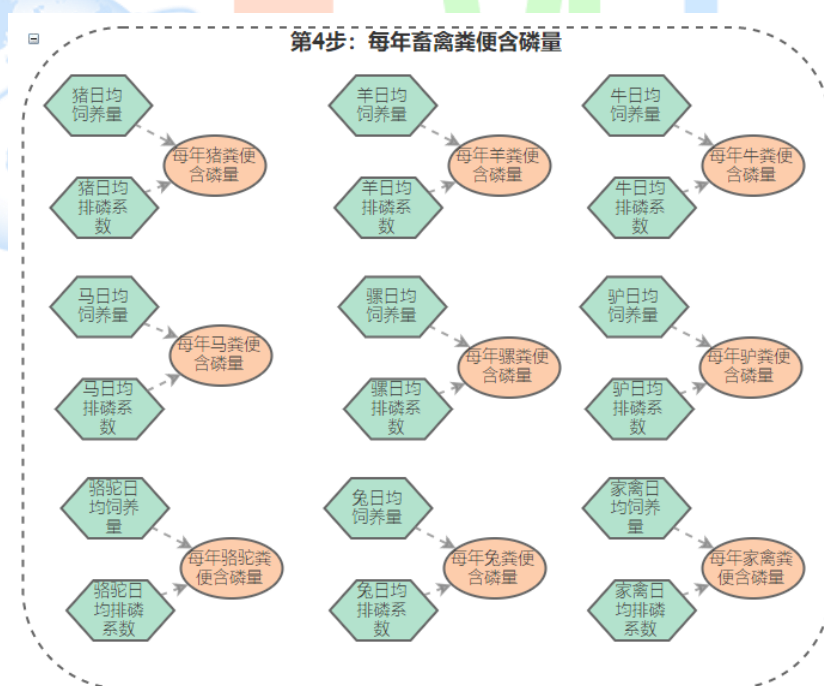 第4步：每年畜禽粪便含磷量
猪日均
饲养量
每年猪粪便
含磷量
猪日均
排磷系
数
羊日均
饲养量
每年羊粪便
含磷量
羊日均
排磷系
数
牛日均
饲养量
每年牛粪便
含磷量
牛日均
排磷系
数
马日均
饲养量
每年马粪便
含磷量
马日均
排磷系
数
骡日均
饲养量
每年骡粪便
含磷量
骡日均
排磷系
数
驴日均
饲养量
每年驴粪便
含磷量
驴日均
排磷系
数
骆驼日
均饲养
量
每年骆驼粪
便含磷量
骆驼日
均排磷
系数
兔日均
饲养量
每年兔粪便
含磷量
兔日均
排磷系
数
家禽日
均饲养
量
每年家禽粪
便含磷量
家禽日
均排磷
系数